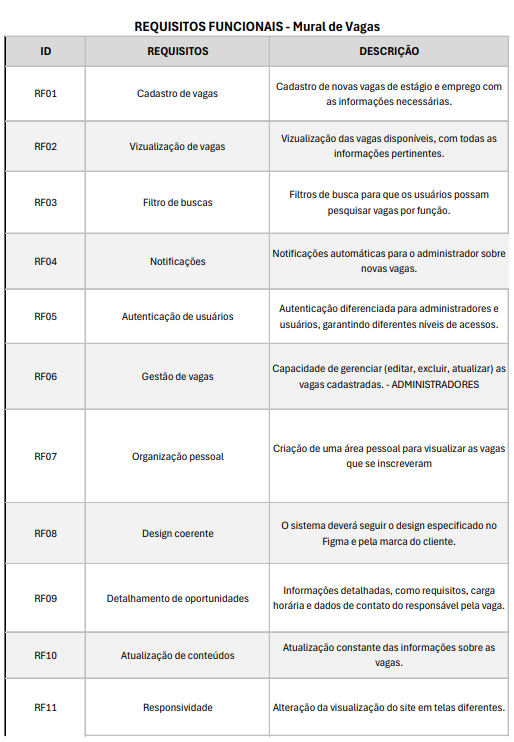 REQUISITOS FUNCIONAIS - Mural de Vagas
ID REQUISITOS DESCRIÇÃO
RF01 Cadastro de vagas Cadastro de novas vagas de estágio e emprego com
as informações necessárias.
RF02 Vizualização de vagas Vizualização das vagas disponíveis, com todas as
informações pertinentes.
RF03 Filtro de buscas Filtros de busca para que os usuários possam
pesquisar vagas por função.
RF04 Notificações Notificações automáticas para o administrador sobre
novas vagas.
RF05 Autenticação de usuários Autenticação diferenciada para administradores e
usuários, garantindo diferentes níveis de acessos.
RF06 Gestão de vagas Capacidade de gerenciar (editar, excluir, atualizar) as
vagas cadastradas. - ADMINISTRADORES
RF07 Organização pessoal Criação de uma área pessoal para visualizar as vagas
que se inscreveram
RF08 Design coerente O sistema deverá seguir o design especificado no
Figma e pela marca do cliente.
RF09 Detalhamento de oportunidades Informações detalhadas, como requisitos, carga
horária e dados de contato do responsável pela vaga.
RF10 Atualização de conteúdos Atualização constante das informações sobre as
vagas.
RF11 Responsividade Alteração da visualização do site em telas diferentes.